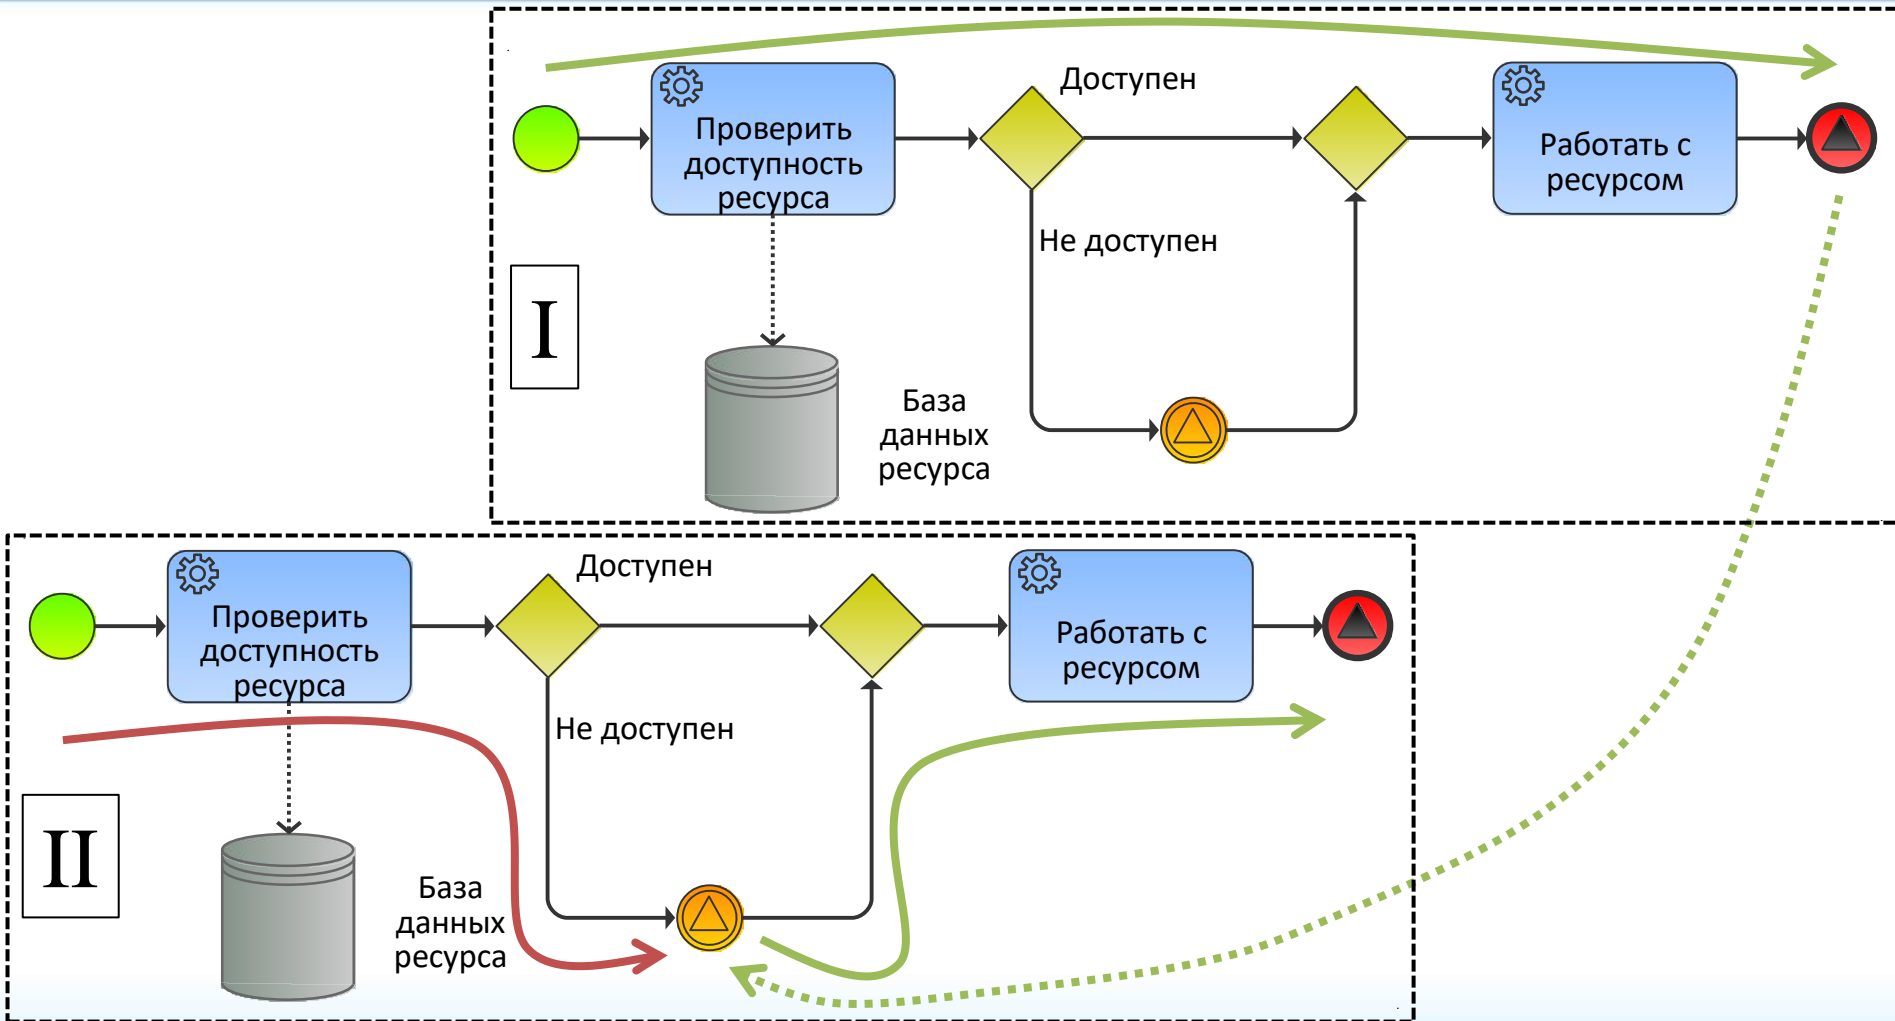 Доступен
Проверить
доступность
ресурса
Работать с
ресурсом
Не доступен
I
База
данных
ресурса
Доступен
Проверить
доступность
ресурса
Работать с
ресурсом
Не доступен
II
База
данных
ресурса